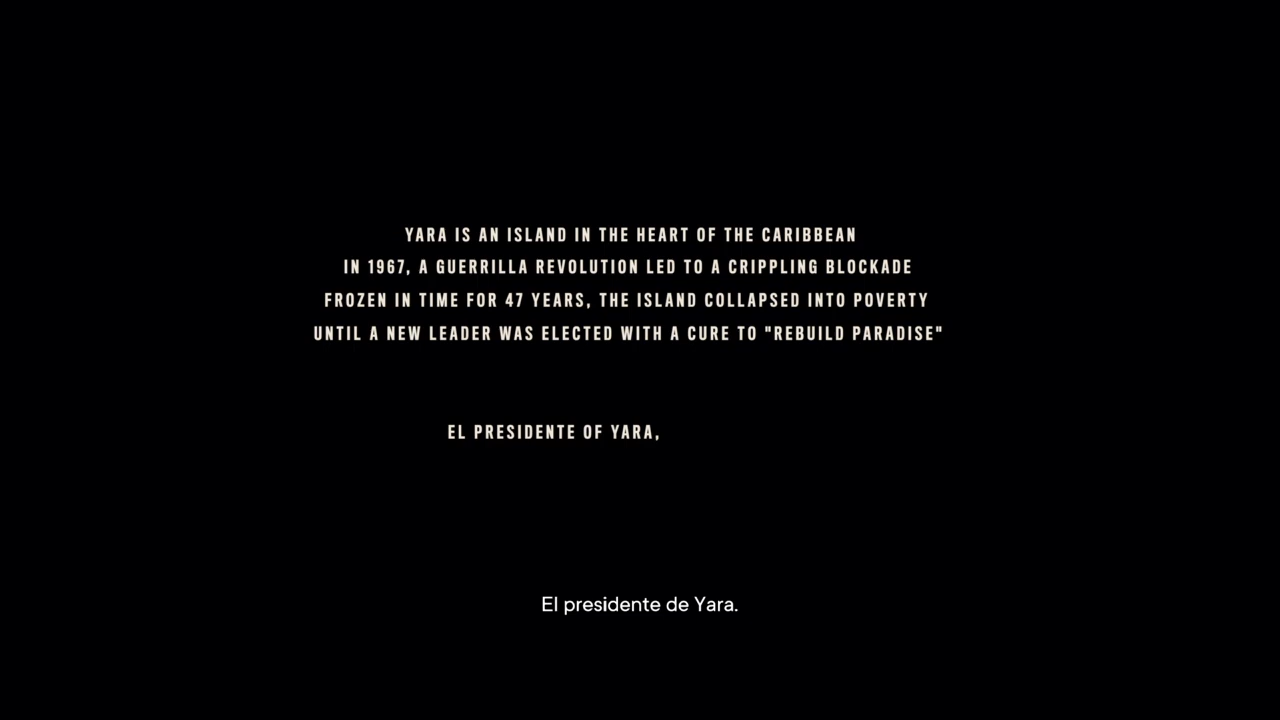 YARA IS AN ISLAND IN THE HEART OF THE CARIBBEAN
IN 1967, A GUERRILLA REVOLUTION LED TO A CRIPPLING BLOCKADE
FROZEN IN TIME FOR 47 YEARS, THE ISLAND COLLAPSED INTO POVERTY
UNTIL A NEW LEADER WAS ELECTED WITH A CURE TO "REBUILD PARADISE"
EL PRESIDENTE OF YARA,
El presidente de Yara.